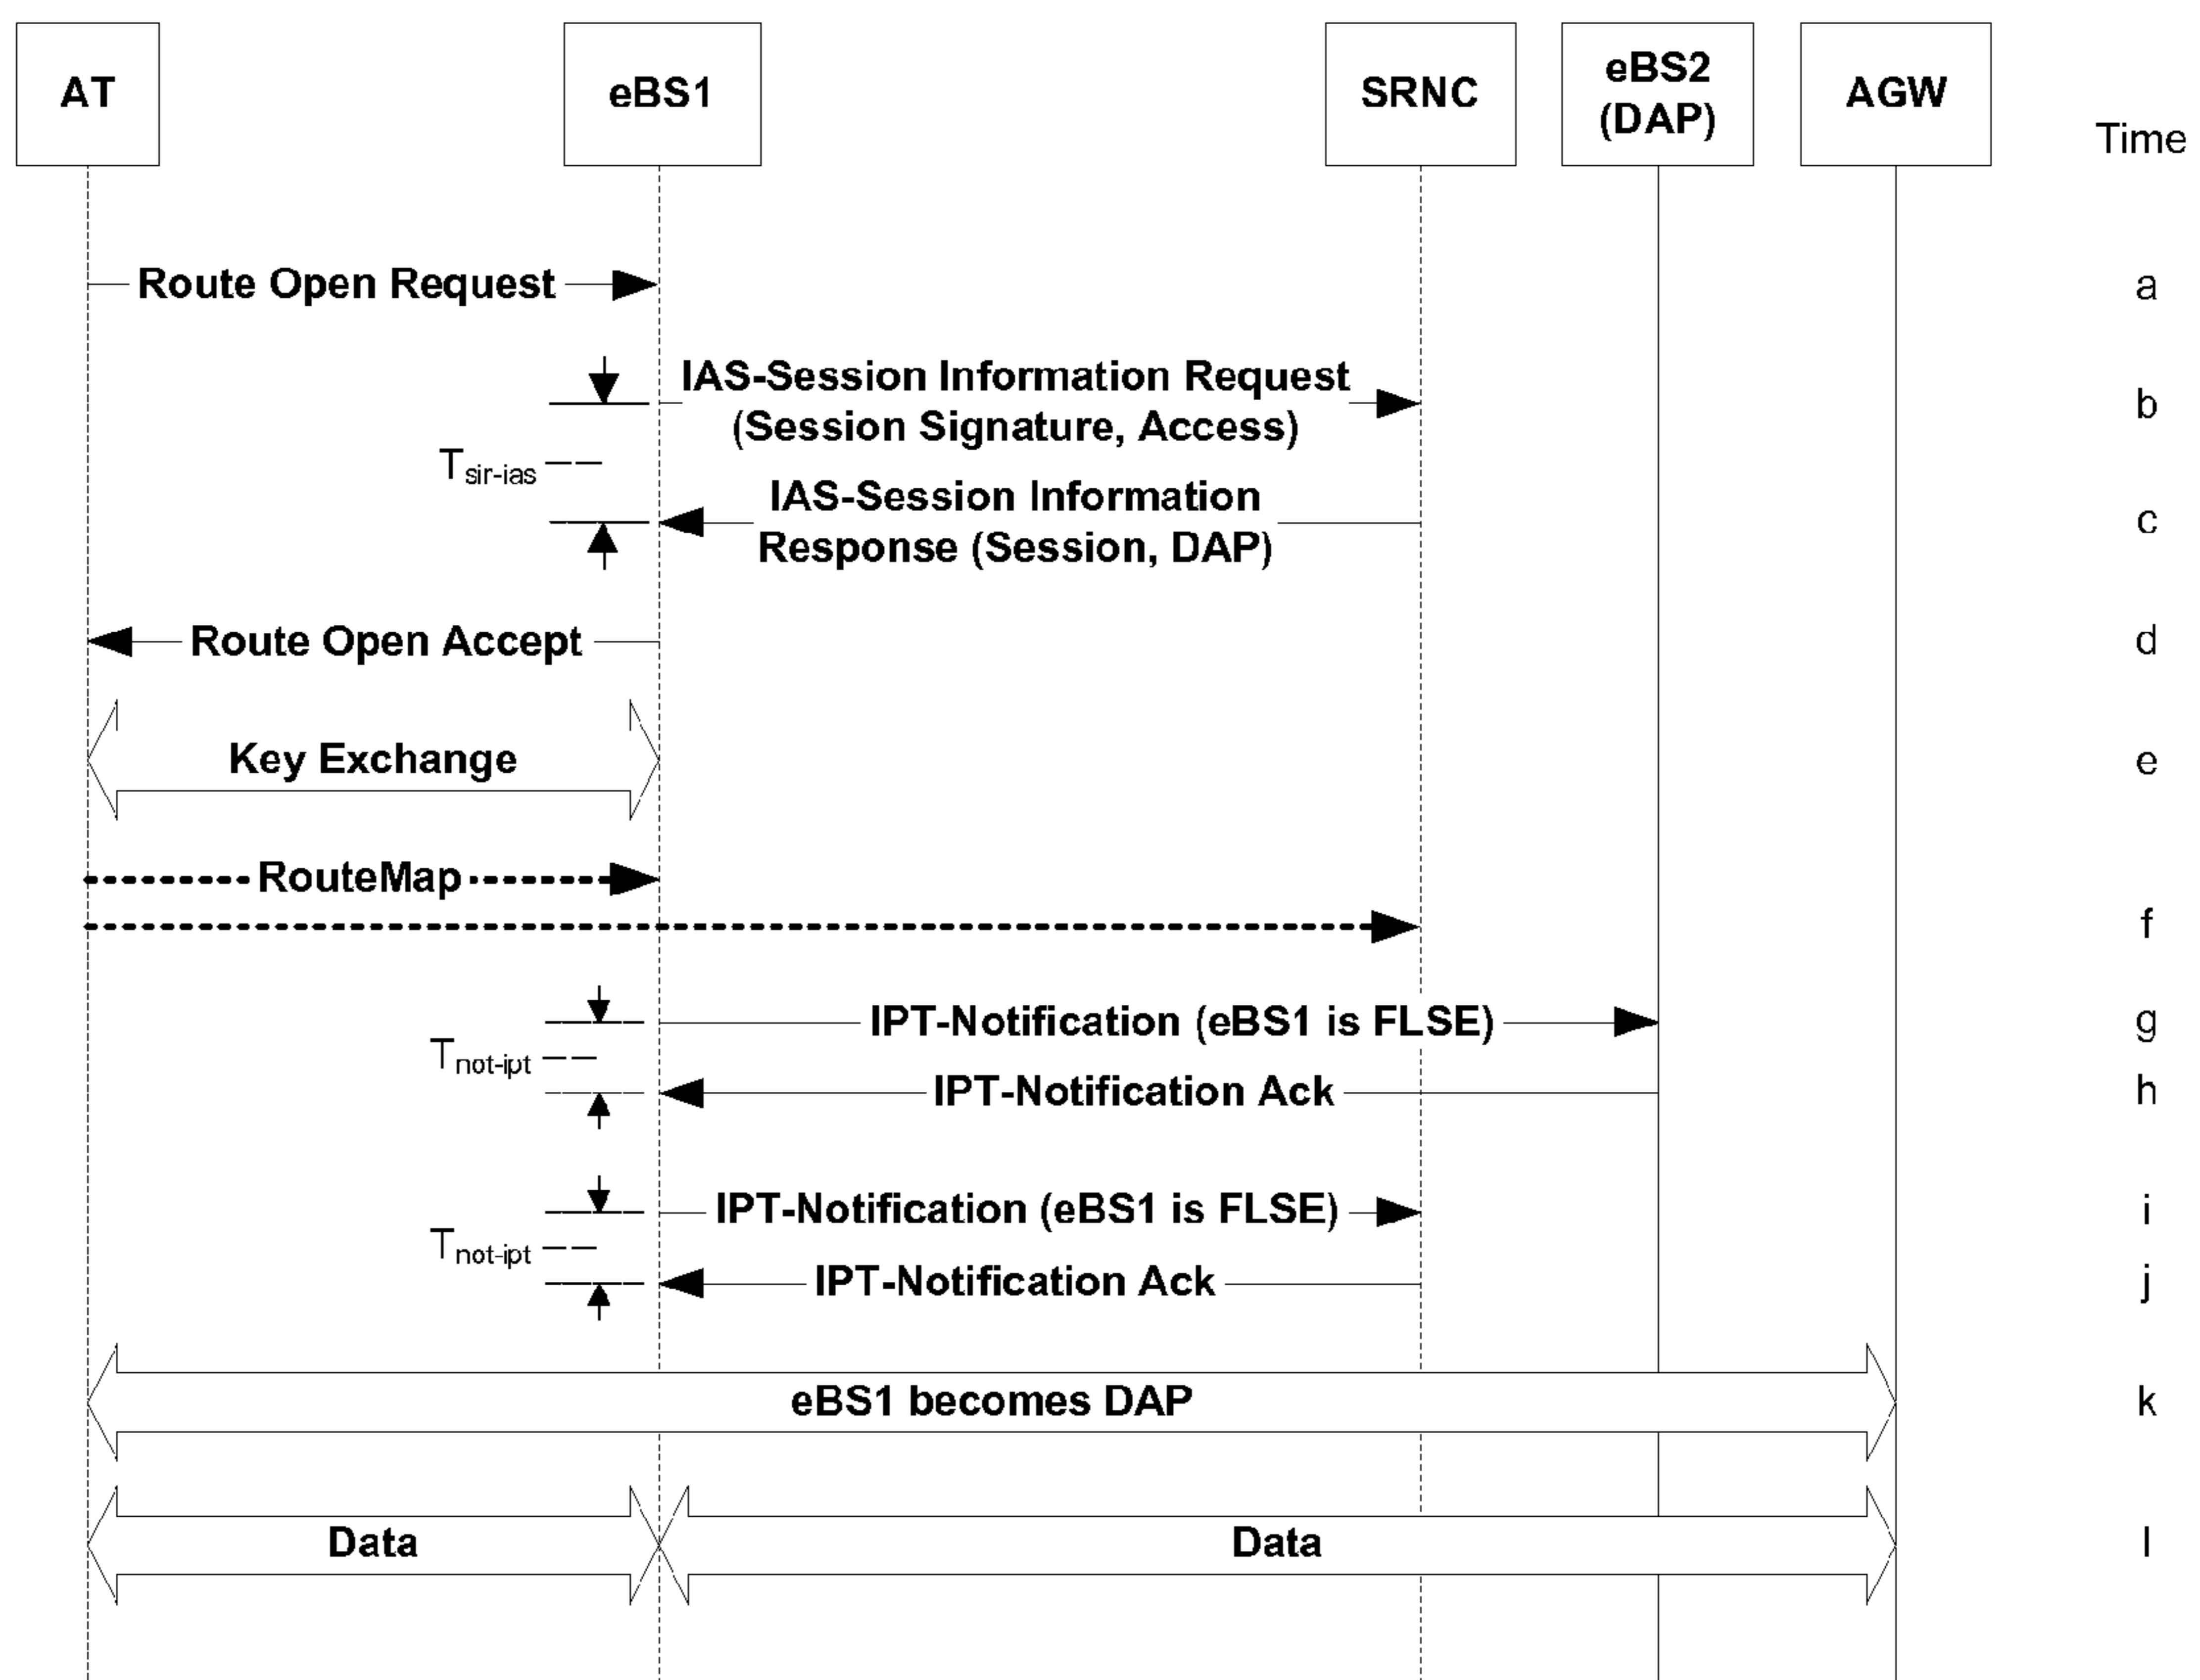 AT
eBS1
SRNC
eBS2
(DAP)
AGW
Time
Route Open Request
a
IAS-Session Information Request
(Session Signature, Access)
b
Tsir-ias
IAS-Session Information
Response (Session, DAP)
c
Route Open Accept
d
Key Exchange
e
RouteMap
f
IPT-Notification (eBS1 is FLSE)
g
Tnot-ipt
IPT-Notification Ack
h
IPT-Notification (eBS1 is FLSE)
i
Tnot-ipt
IPT-Notification Ack
j
eBS1 becomes DAP
k
Data
Data
l